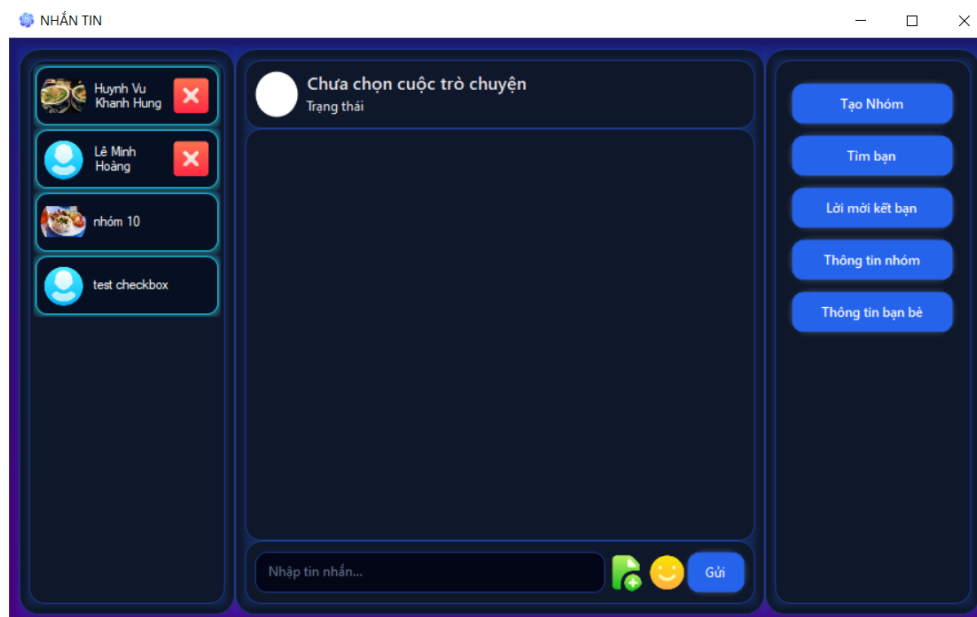 NHẮN TIN
Huynh Vu
Khanh Hung
Lê Minh
Hoàng
nhóm 10
test checkbox
Chưa chọn cuộc trò chuyện
Trạng thái
Nhập tin nhắn...
Gửi
Tạo Nhóm
Tìm bạn
Lời mời kết bạn
Thông tin nhóm
Thông tin bạn bè